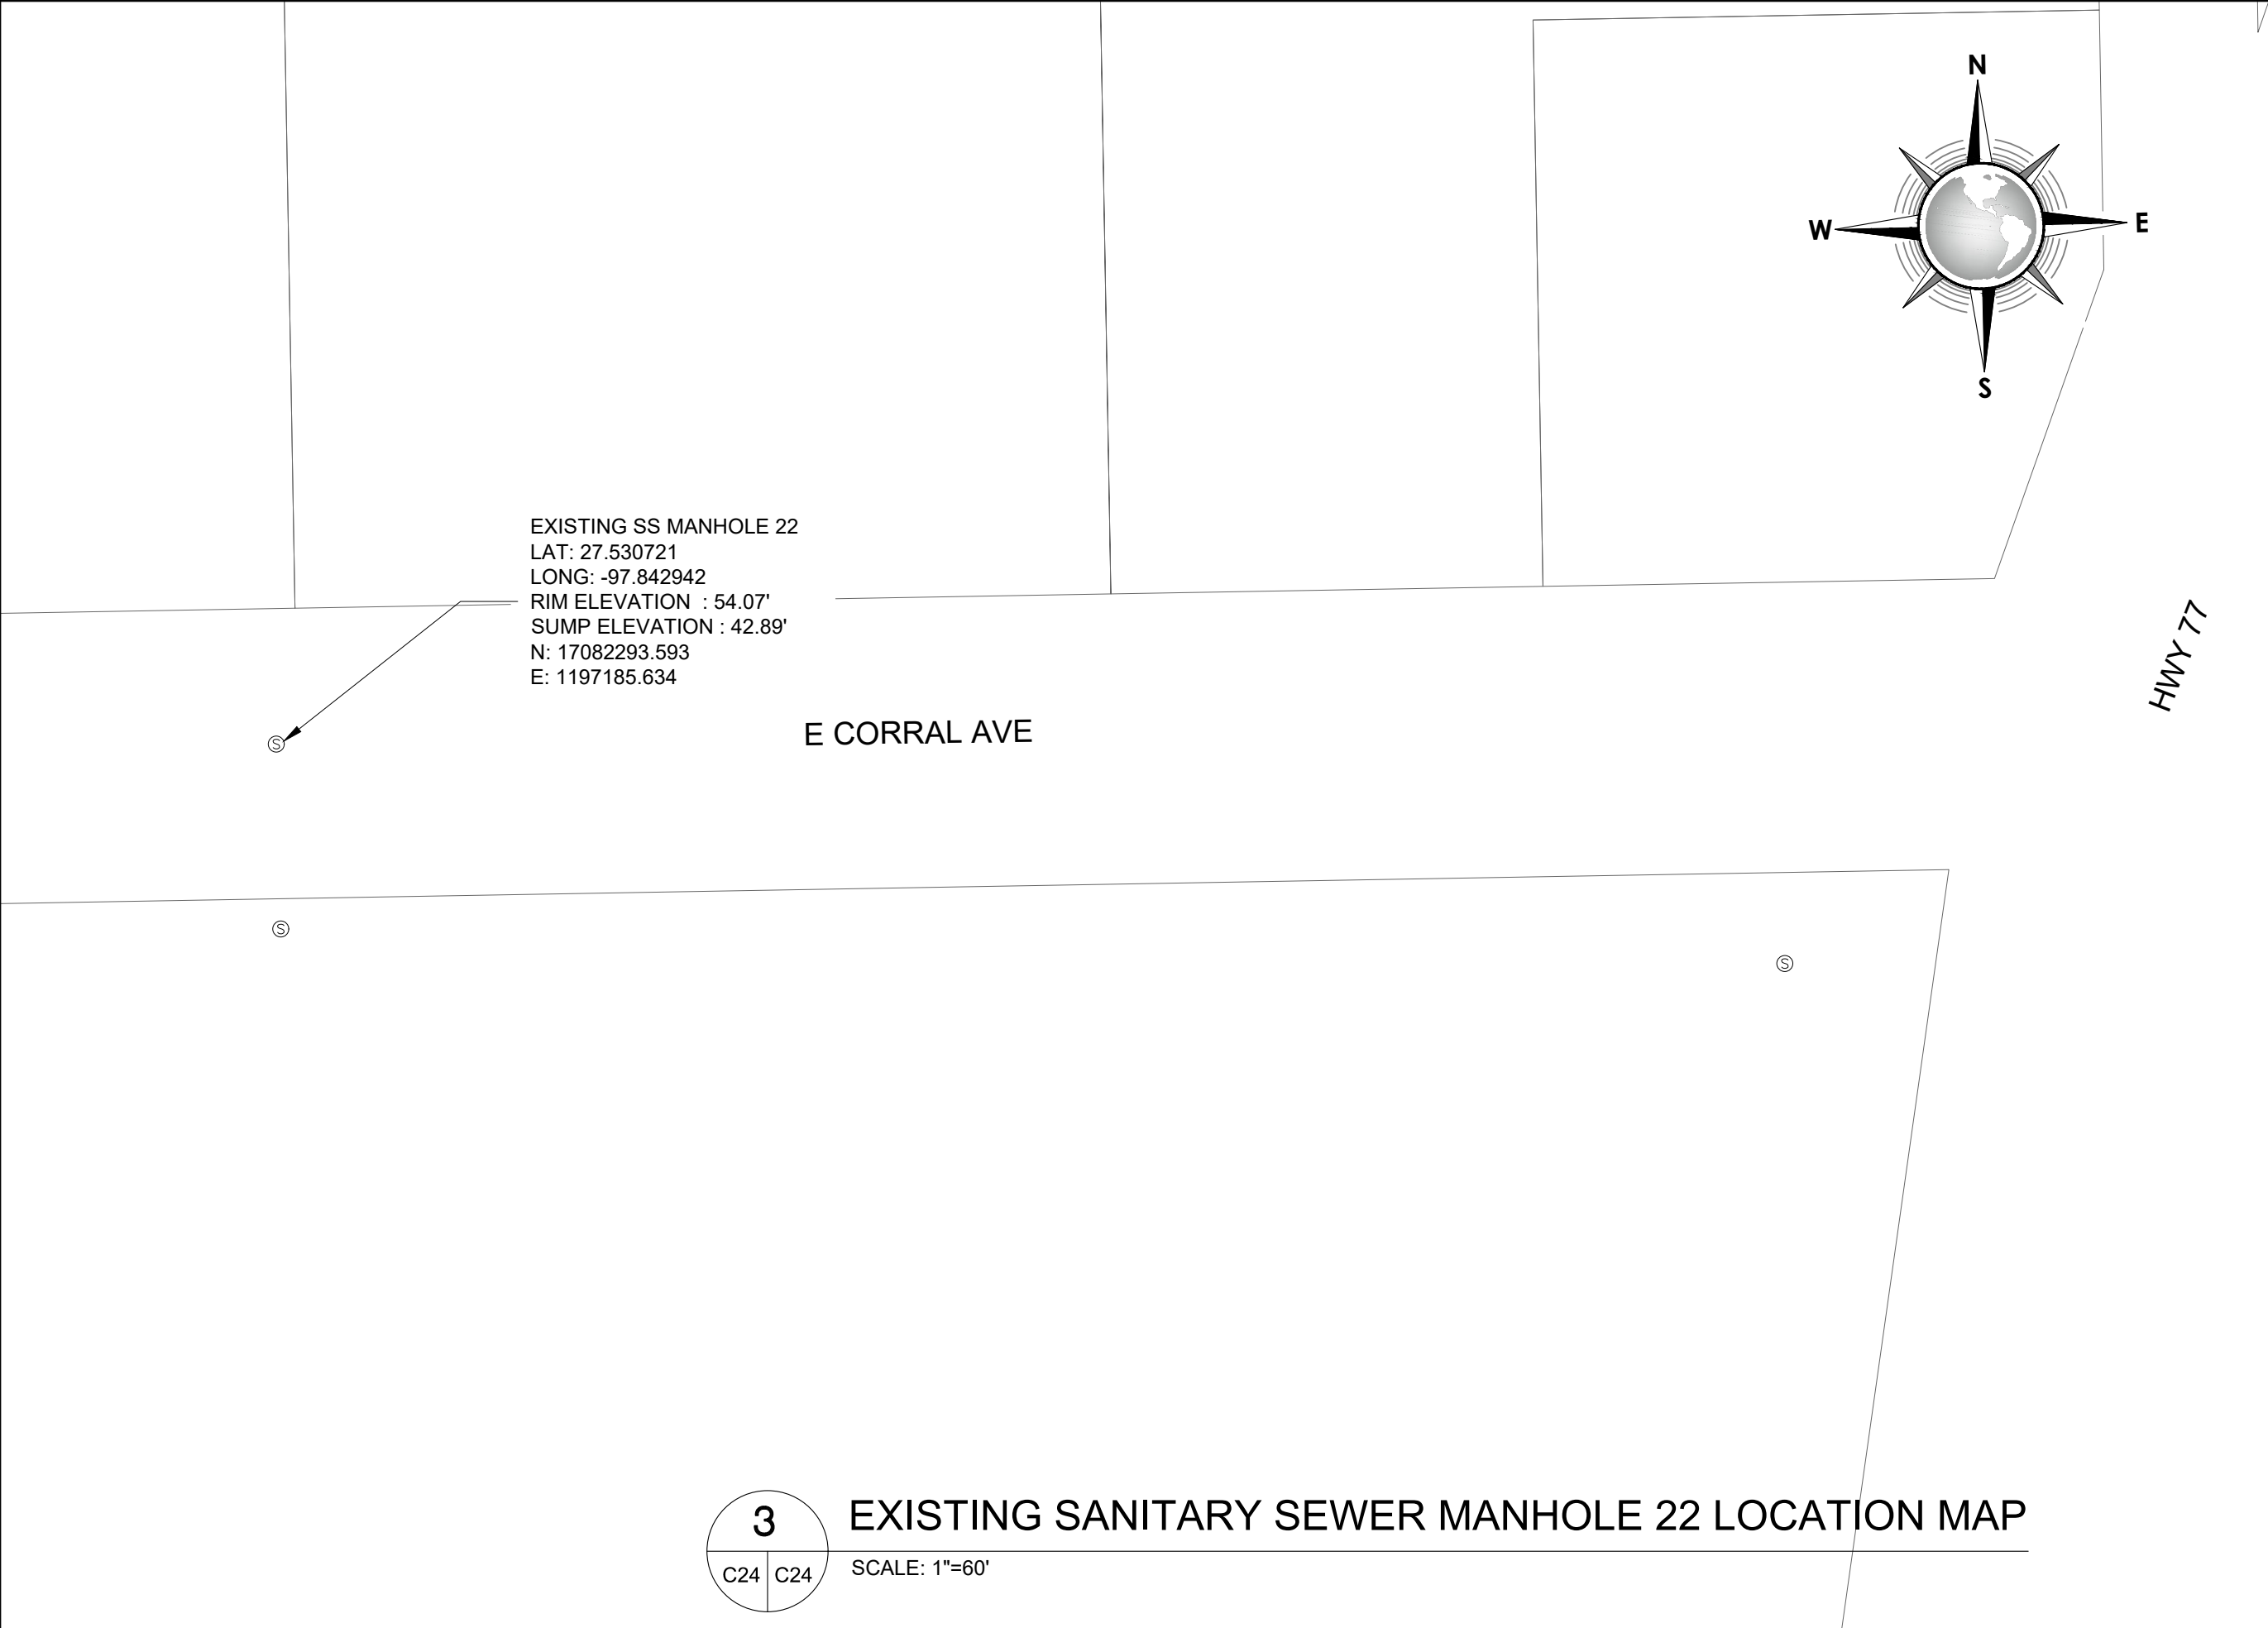 N
W
E
S
EXISTING SS MANHOLE 22
LAT: 27.530721
LONG: -97.842942
RIM ELEVATION : 54.07'
SUMP ELEVATION : 42.89'
N: 17082293.593
E: 1197185.634
HWY 77
E CORRAL AVE
S
S
S
3
EXISTING SANITARY SEWER MANHOLE 22 LOCATION MAP
C24 C24
SCALE: 1"=60'